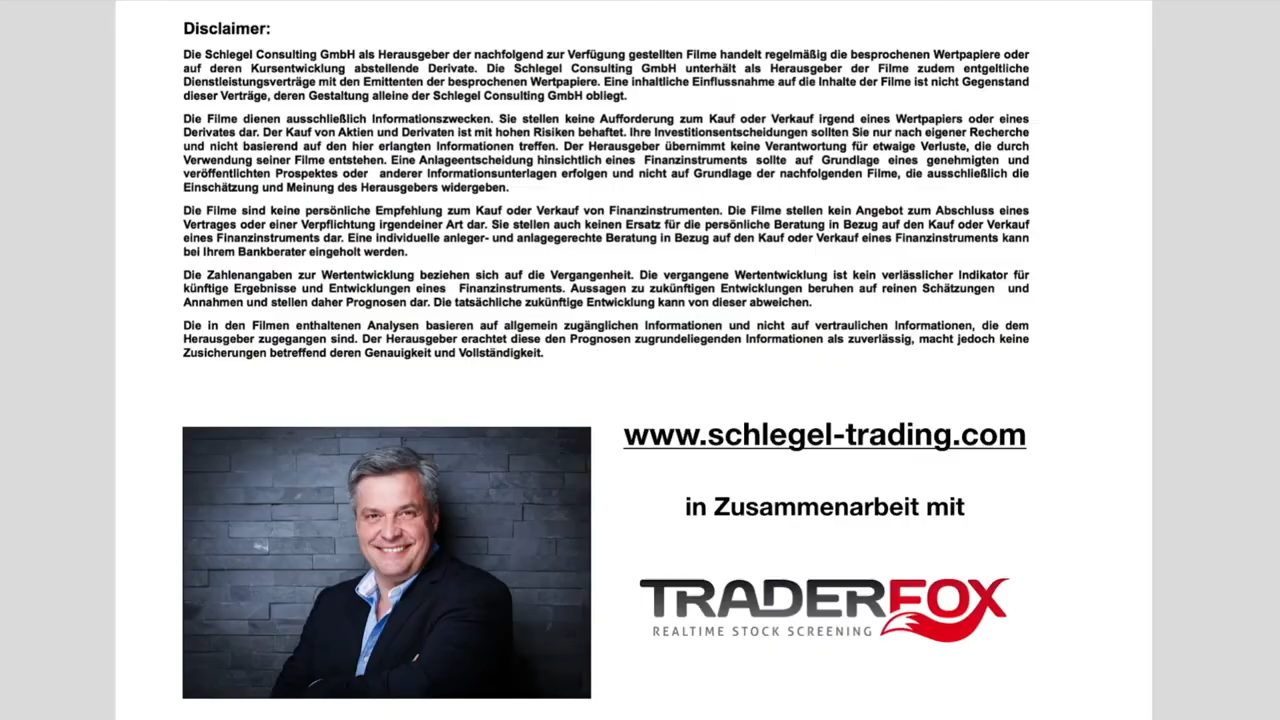 Disclaimer:
Die Schlegel Consulting GmbH als Herausgeber der nachfolgend zur Verfügung gestellten Filme handelt regelmäßig die besprochenen Wertpapiere oder
auf deren Kursentwicklung abstellende Derivate. Die Schlegel Consulting GmbH unterhält als Herausgeber der Filme zudem entgeltliche
Dienstleistungsverträge mit den Emittenten der besprochenen Wertpapiere. Eine inhaltliche Einflussnahme auf die Inhalte der Filme ist nicht Gegenstand
dieser Verträge, deren Gestaltung alleine der Schlegel Consulting GmbH obliegt.
Die Filme dienen ausschließlich Informationszwecken. Sie stellen keine Aufforderung zum Kauf oder Verkauf irgend eines Wertpapiers oder eines
Derivates dar. Der Kauf von Aktien und Derivaten ist mit hohen Risiken behaftet. Ihre Investitionsentscheidungen sollten Sie nur nach eigener Recherche
und nicht basierend auf den hier erlangten Informationen treffen. Der Herausgeber übernimmt keine Verantwortung für etwaige Verluste, die durch
Verwendung seiner Filme entstehen. Eine Anlageentscheidung hinsichtlich eines Finanzinstruments sollte auf Grundlage eines genehmigten und
veröffentlichten Prospektes oder anderer Informationsunterlagen erfolgen und nicht auf Grundlage der nachfolgenden Filme, die ausschließlich die
Einschätzung und Meinung des Herausgebers widergeben.
Die Filme sind keine persönliche Empfehlung zum Kauf oder Verkauf von Finanzinstrumenten. Die Filme stellen kein Angebot zum Abschluss eines
Vertrages oder einer Verpflichtung irgendeiner Art dar. Sie stellen auch keinen Ersatz für die persönliche Beratung in Bezug auf den Kauf oder Verkauf
eines Finanzinstruments dar. Eine individuelle anleger- und anlagegerechte Beratung in Bezug auf den Kauf oder Verkauf eines Finanzinstruments kann
bei Ihrem Bankberater eingeholt werden.
Die Zahlenangaben zur Wertentwicklung beziehen sich auf die Vergangenheit. Die vergangene Wertentwicklung ist kein verlässlicher Indikator für
künftige Ergebnisse und Entwicklungen eines Finanzinstruments. Aussagen zu zukünftigen Entwicklungen beruhen auf reinen Schätzungen und
Annahmen und stellen daher Prognosen dar. Die tatsächliche zukünftige Entwicklung kann von dieser abweichen.
Die in den Filmen enthaltenen Analysen basieren auf allgemein zugänglichen Informationen und nicht auf vertraulichen Informationen, die dem
Herausgeber zugegangen sind. Der Herausgeber erachtet diese den Prognosen zugrundeliegenden Informationen als zuverlässig, macht jedoch keine
Zusicherungen betreffend deren Genauigkeit und Vollständigkeit.
www.schlegel-trading.com
in Zusammenarbeit mit
TRADERFOX
REALTIME STOCK SCREENING